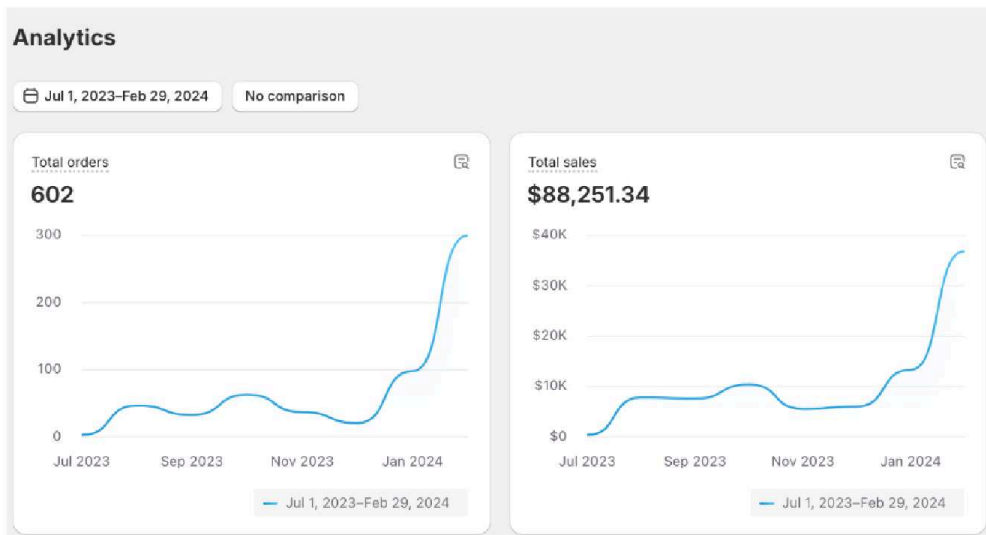 Analytics
Jul 1, 2023–Feb 29, 2024 No comparison
Total orders
602
300
200
100
0
Jul 2023 Sep 2023 Nov 2023 Jan 2024
Jul 1, 2023–Feb 29, 2024
Total sales
$88,251.34
$40K
$30K
$20K
$10K
$0
Jul 2023 Sep 2023 Nov 2023 Jan 2024
Jul 1, 2023–Feb 29, 2024